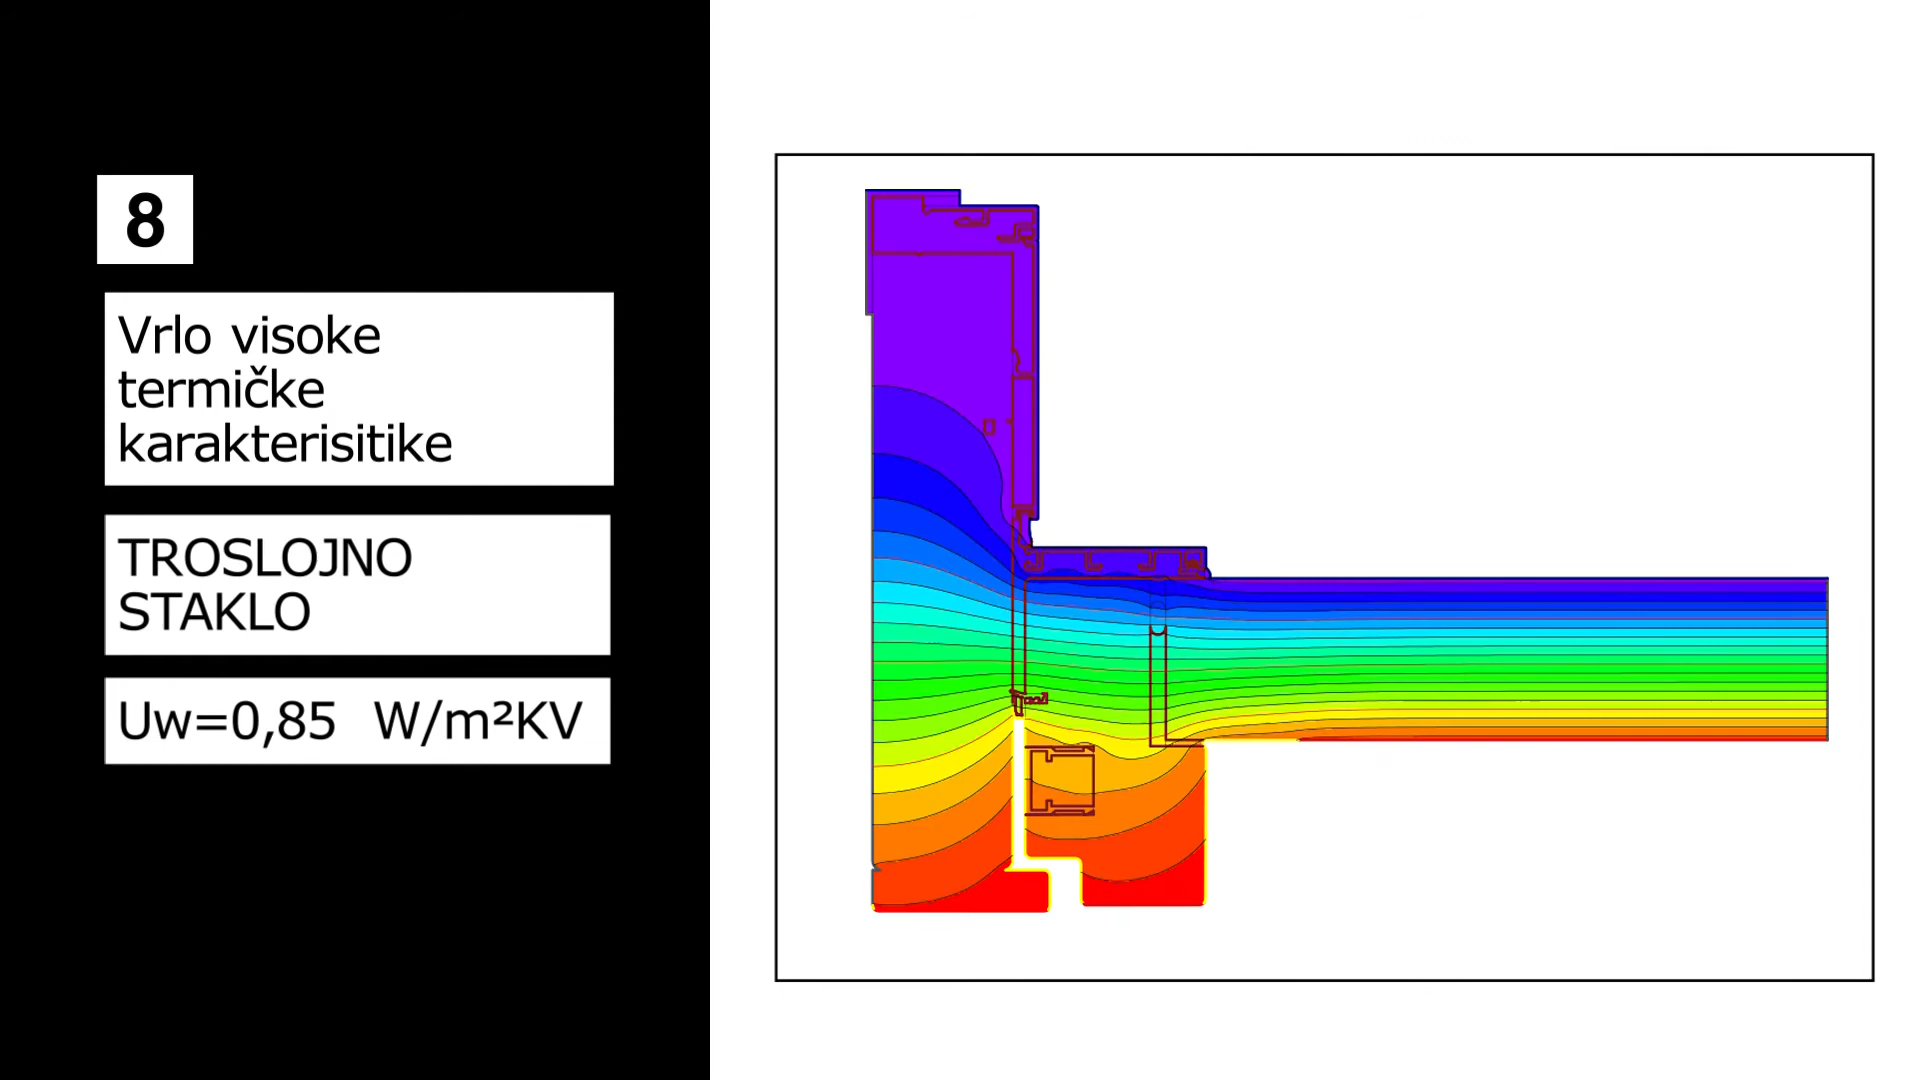 8
Vrlo visoke
termičke
karakterisitike
TROSLOJNO
STAKLO
Uw=0,85 W/m²KV